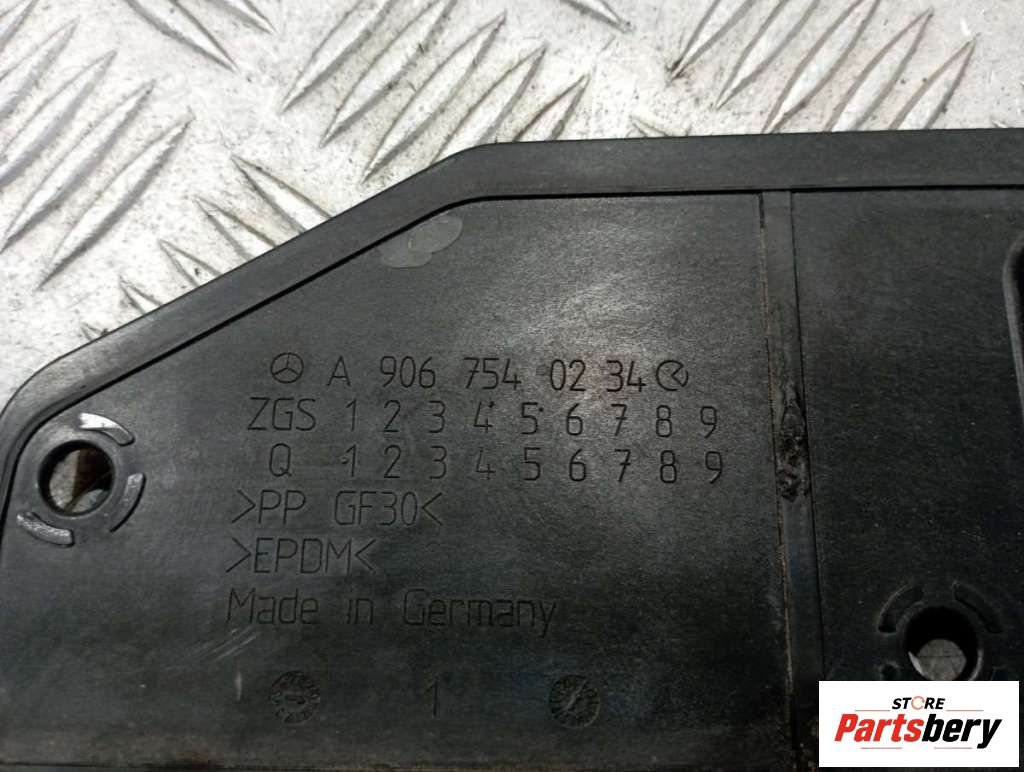 A 906 754 02 34
ZGS 1 2 3 4 5 6 7 8 9
Q 1 2 3 4 5 6 7 8 9
>PP GF30<
>EPDM<
Made in Germany
1
STORE
Partsbery